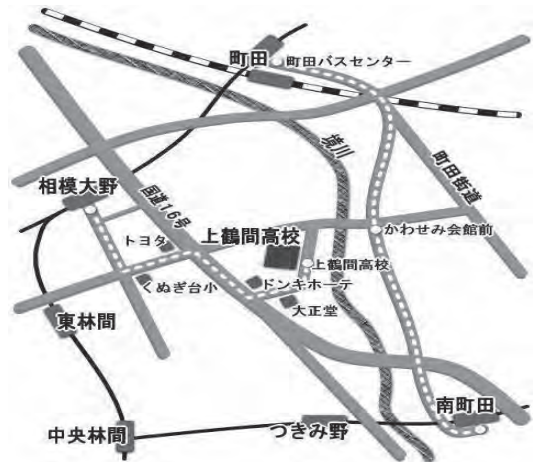 町田
町田バスセンター
境川
町田街道
相模大野
国道16号
上鶴間高校
かわせみ会館前
トヨタ
上鶴間高校
くぬぎ台小
ドンキホーテ
大正堂
東林間
南町田
中央林間
つきみ野